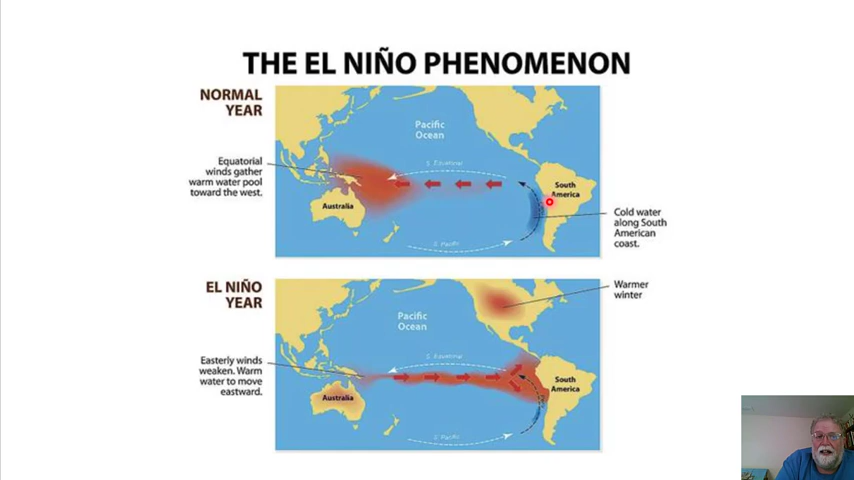 THE EL NIÑO PHENOMENON
NORMAL
YEAR
Pacific
Ocean
Equatorial
winds gather
warm water pool
toward the west.
S. Equatorial
South
America
Australia
Cold water
along South
American
coast.
S. Pacific
EL NIÑO
YEAR
Warmer
winter
Pacific
Ocean
Easterly winds
weaken. Warm
water to move
eastward.
S. Equatorial
South
America
Australia
S. Pacific